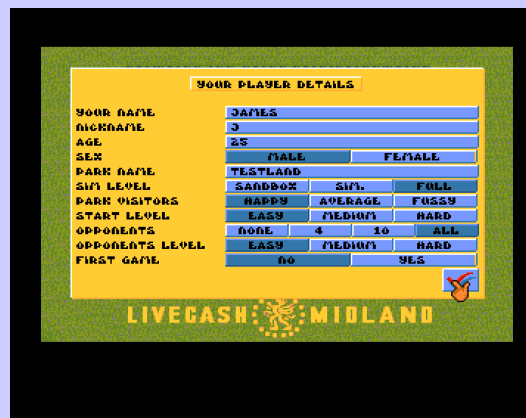 YOUR PLAYER DETAILS
YOUR NAME JAMES
NICKNAME J
AGE 25
SEX MALE FEMALE
PARK NAME TESTLAND
SIM LEVEL SANDBOX SIM. FULL
PARK VISITORS HAPPY AVERAGE FUSSY
START LEVEL EASY MEDIUM HARD
OPPONENTS NONE 4 10 ALL
OPPONENTS LEVEL EASY MEDIUM HARD
FIRST GAME NO YES
LIVECASH MIDLAND